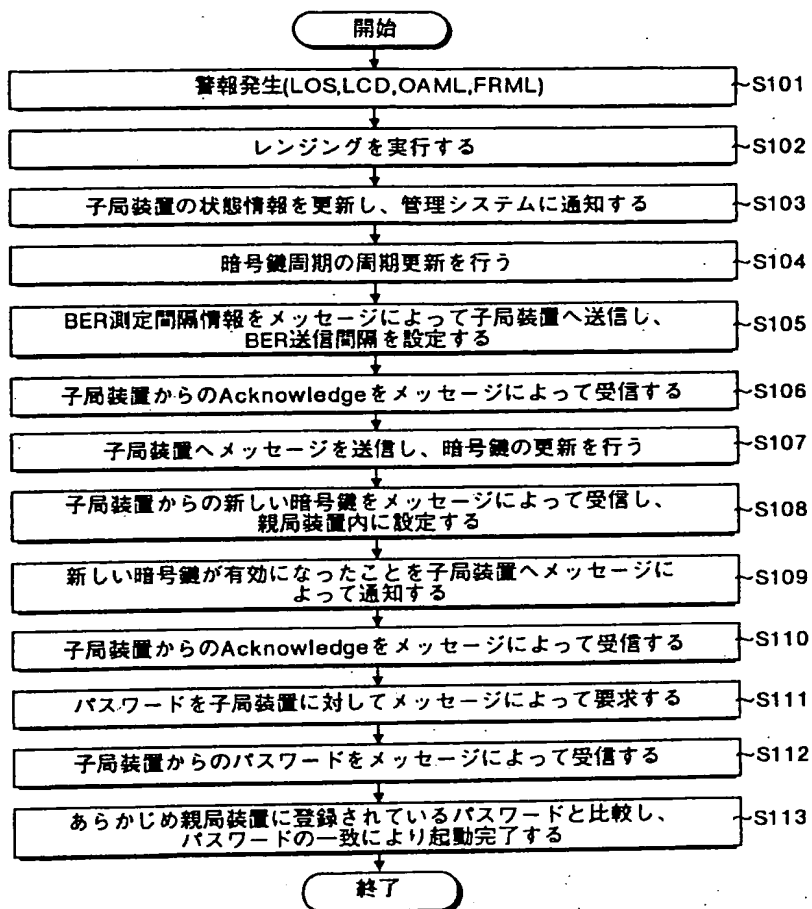 開始
警報発生(LOS,LCD,OAML,FRML) ~S101
レンジングを実行する ~S102
子局装置の状態情報を更新し、管理システムに通知する ~S103
暗号鍵周期の周期更新を行う ~S104
BER測定間隔情報をメッセージによって子局装置へ送信し、 ~S105
BER送信間隔を設定する
子局装置からのAcknowledgeをメッセージによって受信する ~S106
子局装置へメッセージを送信し、暗号鍵の更新を行う ~S107
子局装置からの新しい暗号鍵をメッセージによって受信し、 ~S108
親局装置内に設定する
新しい暗号鍵が有効になったことを子局装置へメッセージに ~S109
よって通知する
子局装置からのAcknowledgeをメッセージによって受信する ~S110
パスワードを子局装置に対してメッセージによって要求する ~S111
子局装置からのパスワードをメッセージによって受信する ~S112
あらかじめ親局装置に登録されているパスワードと比較し、 ~S113
パスワードの一致により起動完了する
終了